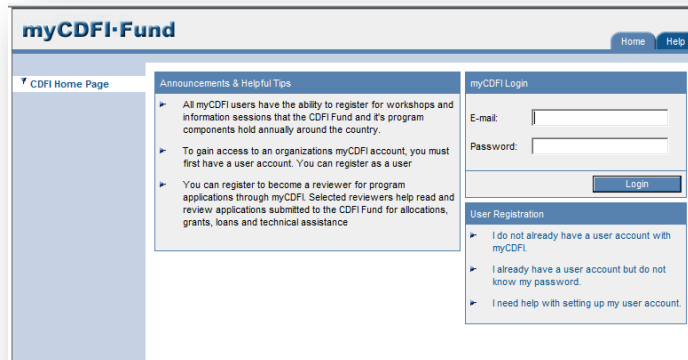 myCDFI·Fund
Home
Help
CDFI Home Page
Announcements & Helpful Tips
All myCDFI users have the ability to register for workshops and
information sessions that the CDFI Fund and it's program
components hold annually around the country.
To gain access to an organizations myCDFI account, you must
first have a user account. You can register as a user
You can register to become a reviewer for program
applications through myCDFI. Selected reviewers help read and
review applications submitted to the CDFI Fund for allocations,
grants, loans and technical assistance
myCDFI Login
E-mail:
Password:
Login
User Registration
I do not already have a user account with
myCDFI.
I already have a user account but do not
know my password.
I need help with setting up my user account.